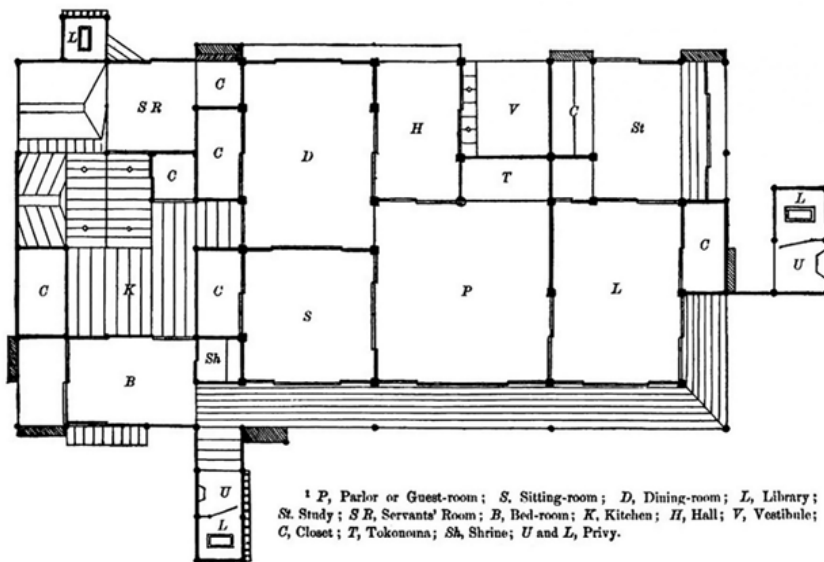 L
S R
C
D
H
V
C
St
C
C
T
L
U
C
K
C
S
P
L
C
Sh
B
U
L
¹ P, Parlor or Guest-room; S, Sitting-room; D, Dining-room; L, Library;
St. Study; S R, Servants' Room; B, Bed-room; K, Kitchen; H, Hall; V, Vestibule;
C, Closet; T, Tokonoma; Sh, Shrine; U and L, Privy.